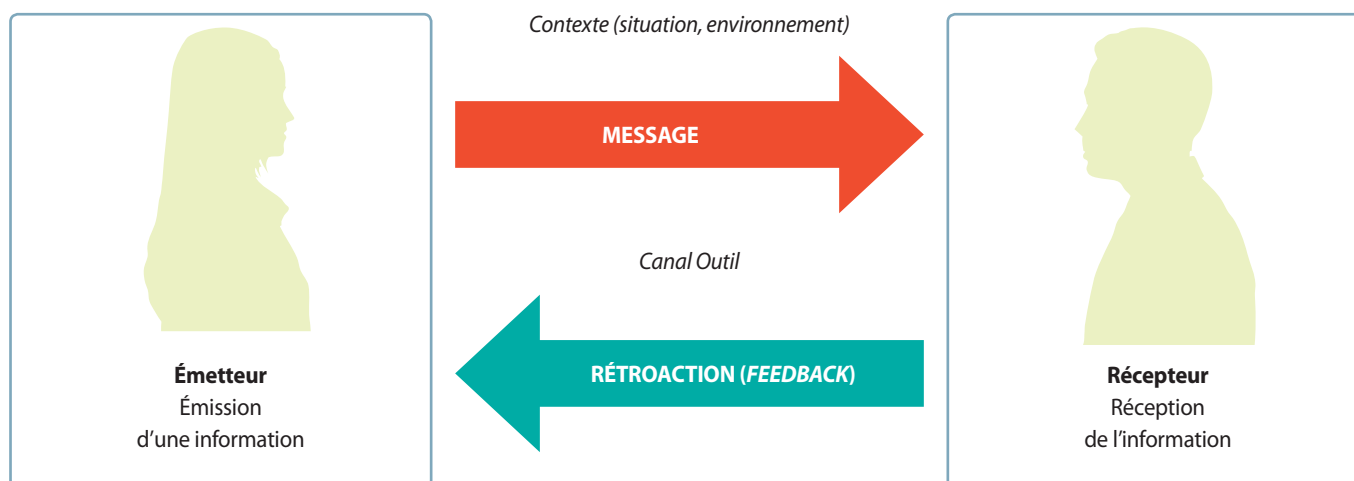 Contexte (situation, environnement)
MESSAGE
Canal Outil
RÉTROACTION (FEEDBACK)
Émetteur
Émission
d’une information
Récepteur
Réception
de l’information